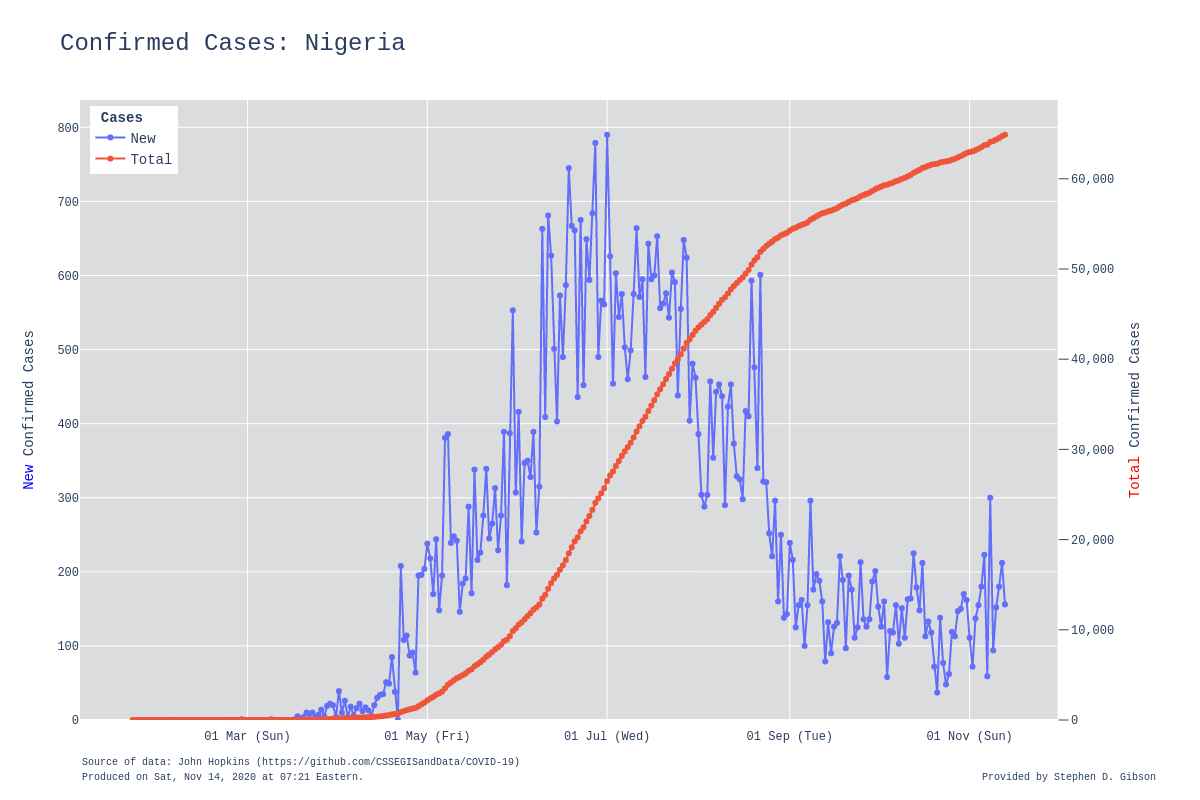 Confirmed Cases: Nigeria
Cases
New
Total
800
700
600
500
400
300
200
100
0
60,000
50,000
40,000
30,000
20,000
10,000
0
New Confirmed Cases
Total Confirmed Cases
01 Mar (Sun) 01 May (Fri) 01 Jul (Wed) 01 Sep (Tue) 01 Nov (Sun)
Source of data: John Hopkins (https://github.com/CSSEGISandData/COVID-19)
Produced on Sat, Nov 14, 2020 at 07:21 Eastern.
Provided by Stephen D. Gibson